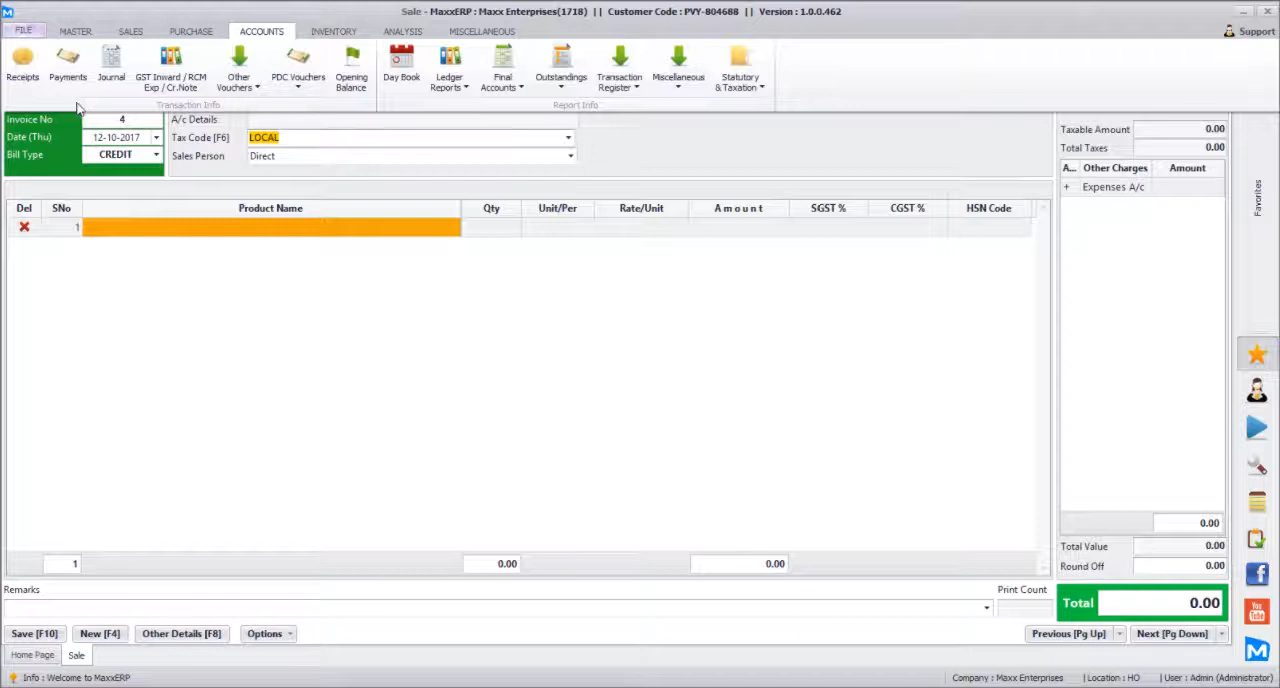 Sale - MaxxERP : Maxx Enterprises(1718) || Customer Code : PVY-804688 || Version : 1.0.0.462
FILE MASTER SALES PURCHASE ACCOUNTS INVENTORY ANALYSIS MISCELLANEOUS
Support
Receipts Payments Journal GST Inward / RCM Exp / Cr.Note Other Vouchers PDC Vouchers Opening Balance Day Book Ledger Reports Final Accounts Outstandings Transaction Register Miscellaneous Statutory & Taxation
Transaction Info Report Info
Invoice No 4 A/c Details
Date (Thu) 12-10-2017 Tax Code [F6] LOCAL
Bill Type CREDIT Sales Person Direct
Taxable Amount 0.00
Total Taxes 0.00
A... Other Charges Amount
+ Expenses A/c
Favorites
Del SNo Product Name Qty Unit/Per Rate/Unit A m o u n t SGST % CGST % HSN Code
1
0.00
Total Value 0.00
Round Off 0.00
1 0.00 0.00
Remarks Print Count
Total 0.00
You Tube
Save [F10] New [F4] Other Details [F8] Options Previous [Pg Up] Next [Pg Down]
Home Page Sale
Info : Welcome to MaxxERP Company : Maxx Enterprises | Location : HO | User : Admin (Administrator)